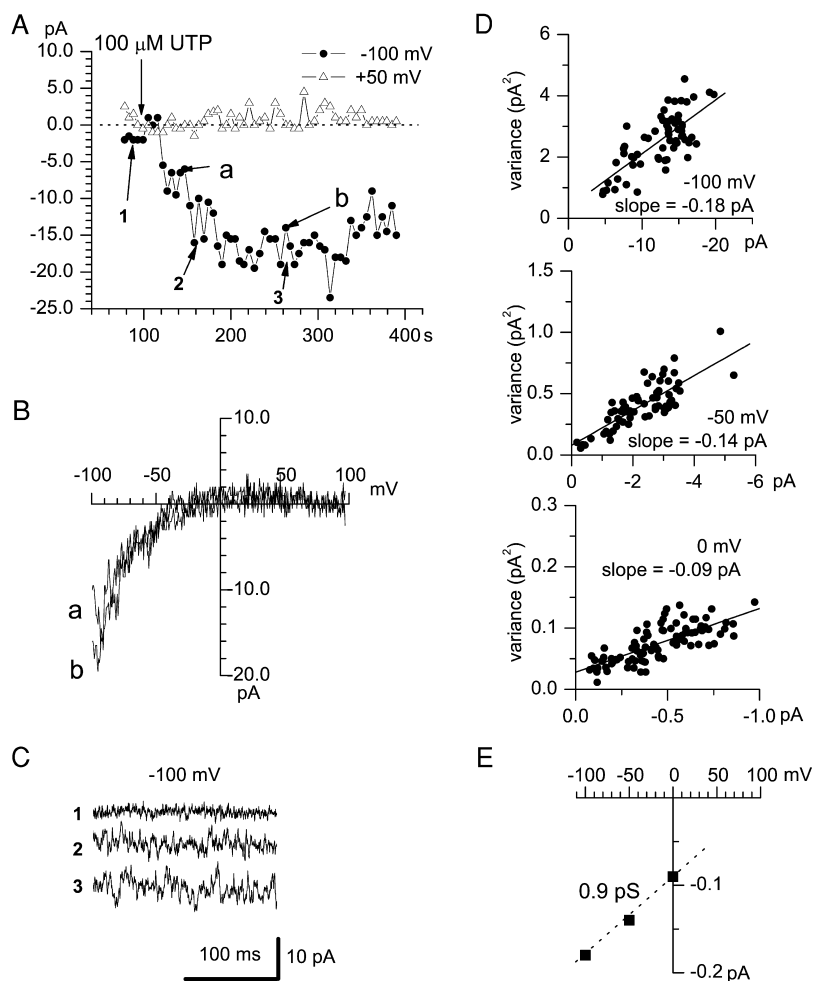 A
pA
100 µM UTP
-100 mV
+50 mV
10.0
5.0
0.0
-5.0
-10.0
-15.0
-20.0
-25.0
a
b
1
2
3
100
200
300
400 s
B
10.0
-100
-50
50
100
mV
-10.0
-20.0
pA
a
b
C
-100 mV
1
2
3
100 ms
10 pA
D
variance (pA²)
6
4
2
0
-100 mV
slope = -0.18 pA
0
-10
-20
pA
variance (pA²)
1.5
1.0
0.5
0.0
-50 mV
slope = -0.14 pA
0
-2
-4
-6
pA
variance (pA²)
0.3
0.2
0.1
0.0
0 mV
slope = -0.09 pA
0.0
-0.5
-1.0 pA
E
-100
-50
0
50
100 mV
0.9 pS
-0.1
-0.2 pA